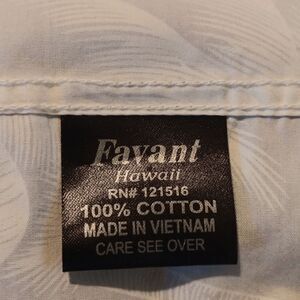 Favant
Hawaii
RN# 121516
100% COTTON
MADE IN VIETNAM
CARE SEE OVER